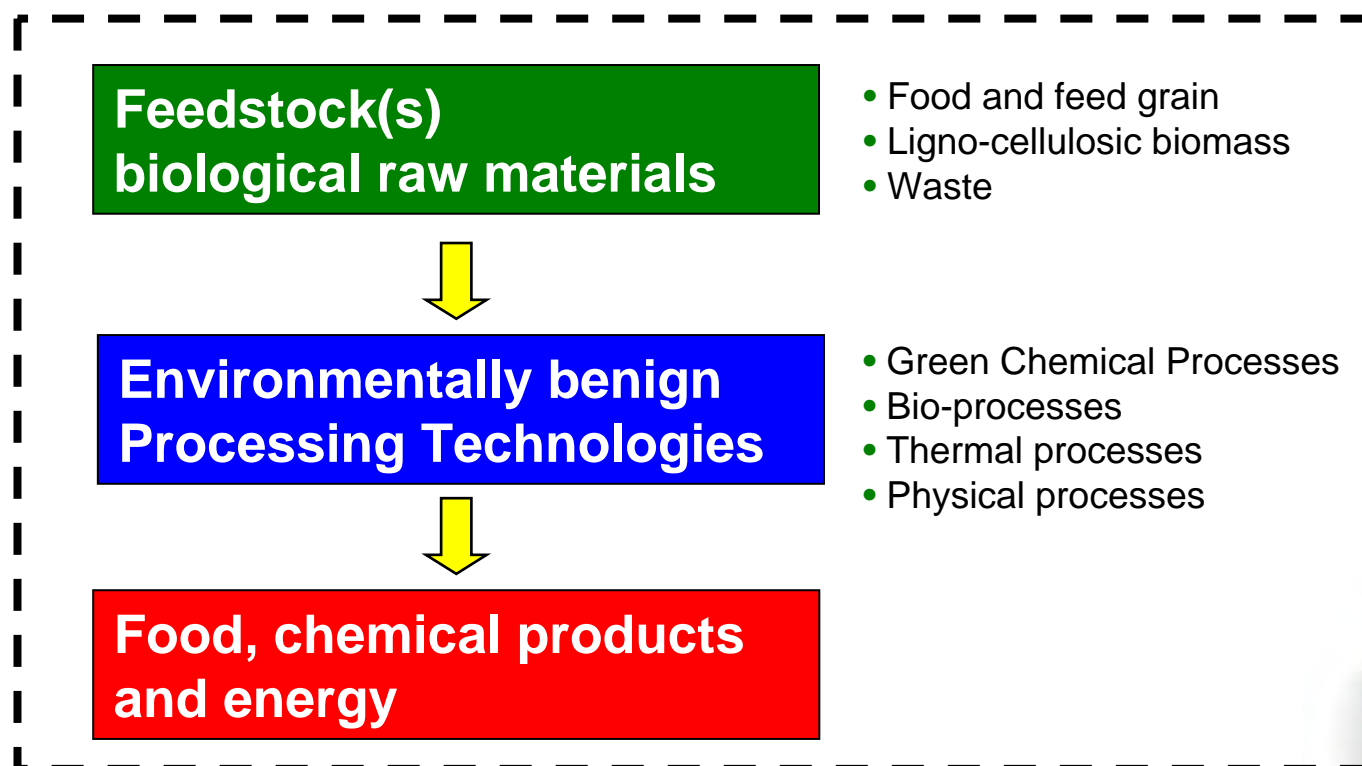 Feedstock(s)
biological raw materials
• Food and feed grain
• Ligno-cellulosic biomass
• Waste
Environmentally benign
Processing Technologies
• Green Chemical Processes
• Bio-processes
• Thermal processes
• Physical processes
Food, chemical products
and energy